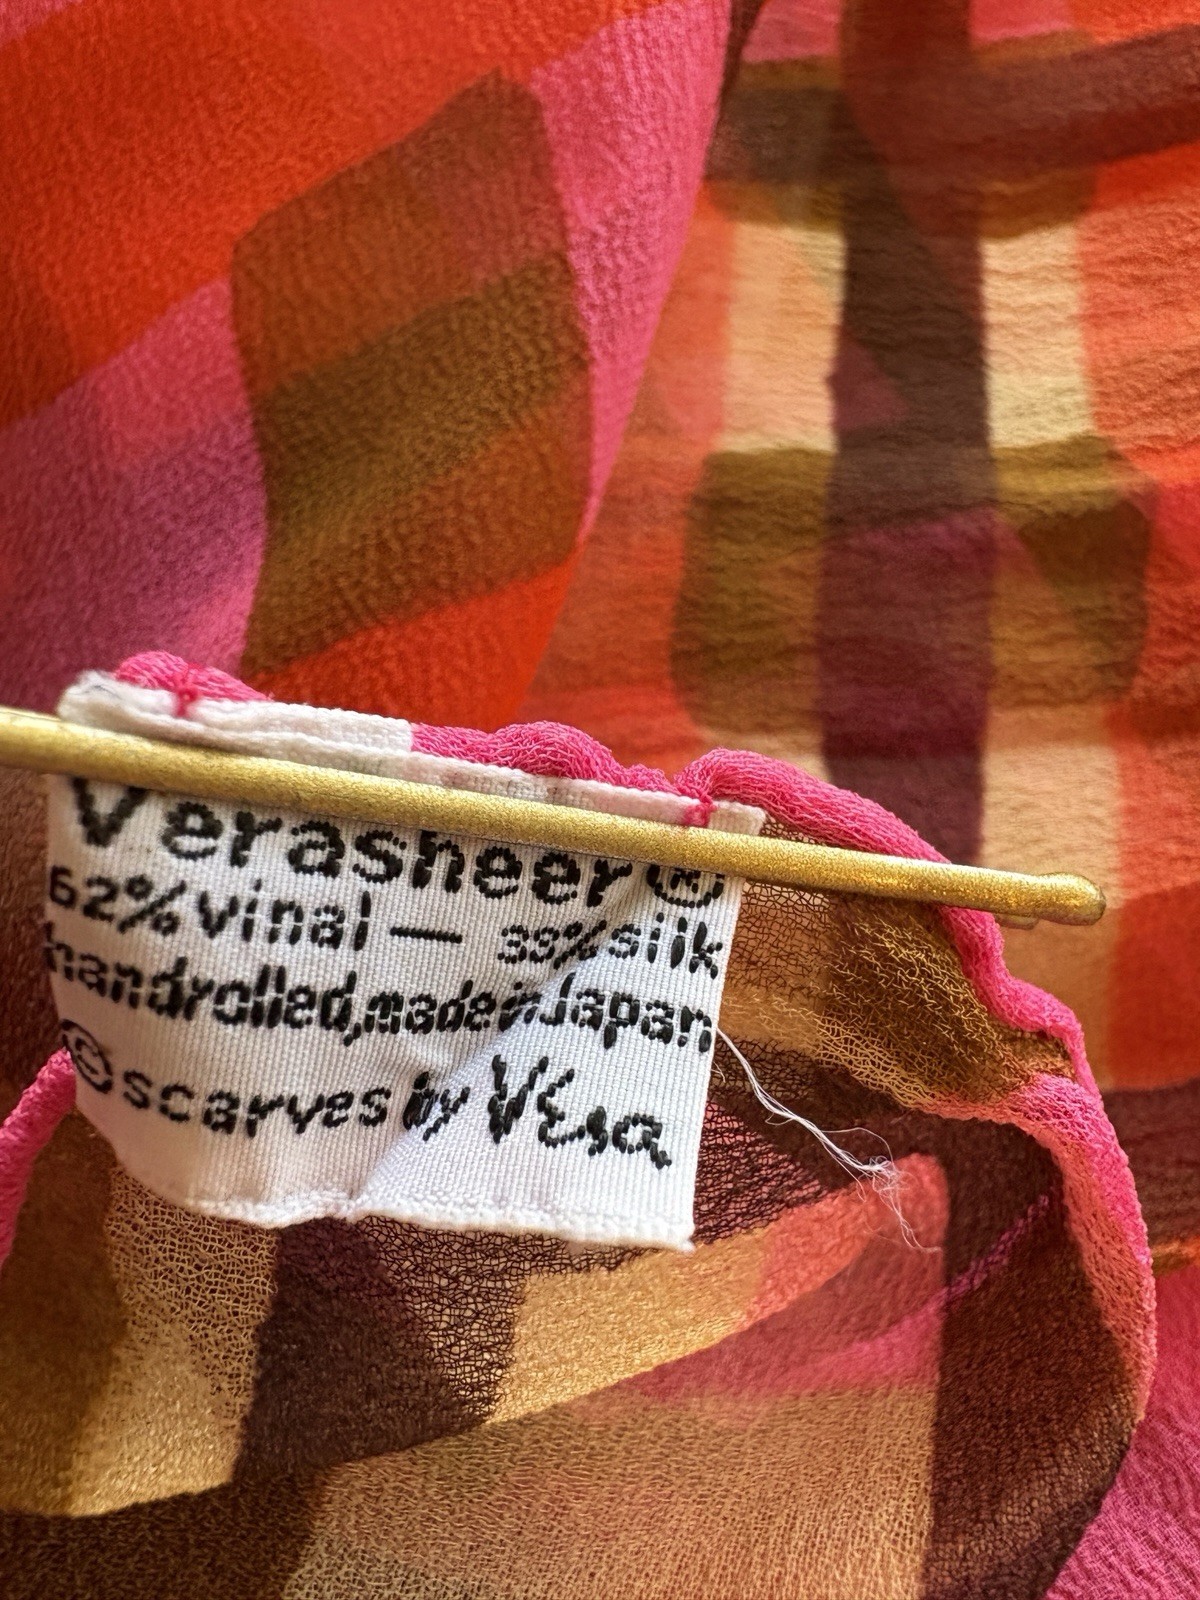 Verasheer®
62% vinal — 38% silk
handrolled, made in Japan
© scarves by Vera